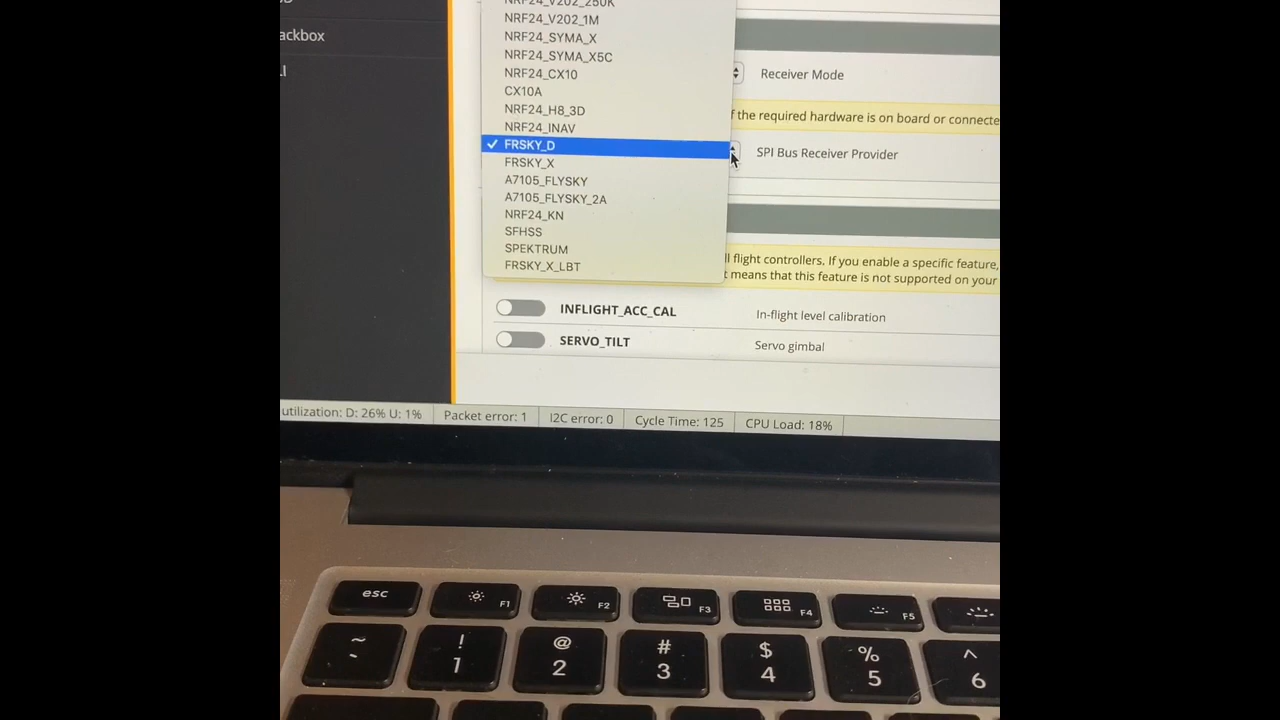 NRF24_V202_250K
NRF24_V202_1M
ackbox
NRF24_SYMA_X
NRF24_SYMA_X5C
NRF24_CX10
Receiver Mode
CX10A
NRF24_H8_3D
f the required hardware is on board or connecte
NRF24_INAV
✓ FRSKY_D
SPI Bus Receiver Provider
FRSKY_X
A7105_FLYSKY
A7105_FLYSKY_2A
NRF24_KN
SFHSS
SPEKTRUM
FRSKY_X_LBT
ll flight controllers. If you enable a specific feature,
t means that this feature is not supported on your
INFLIGHT_ACC_CAL In-flight level calibration
SERVO_TILT Servo gimbal
utilization: D: 26% U: 1% Packet error: 1 I2C error: 0 Cycle Time: 125 CPU Load: 18%
esc F1 F2 F3 F4 F5
~ ! @ # $ % ^
1 2 3 4 5 6